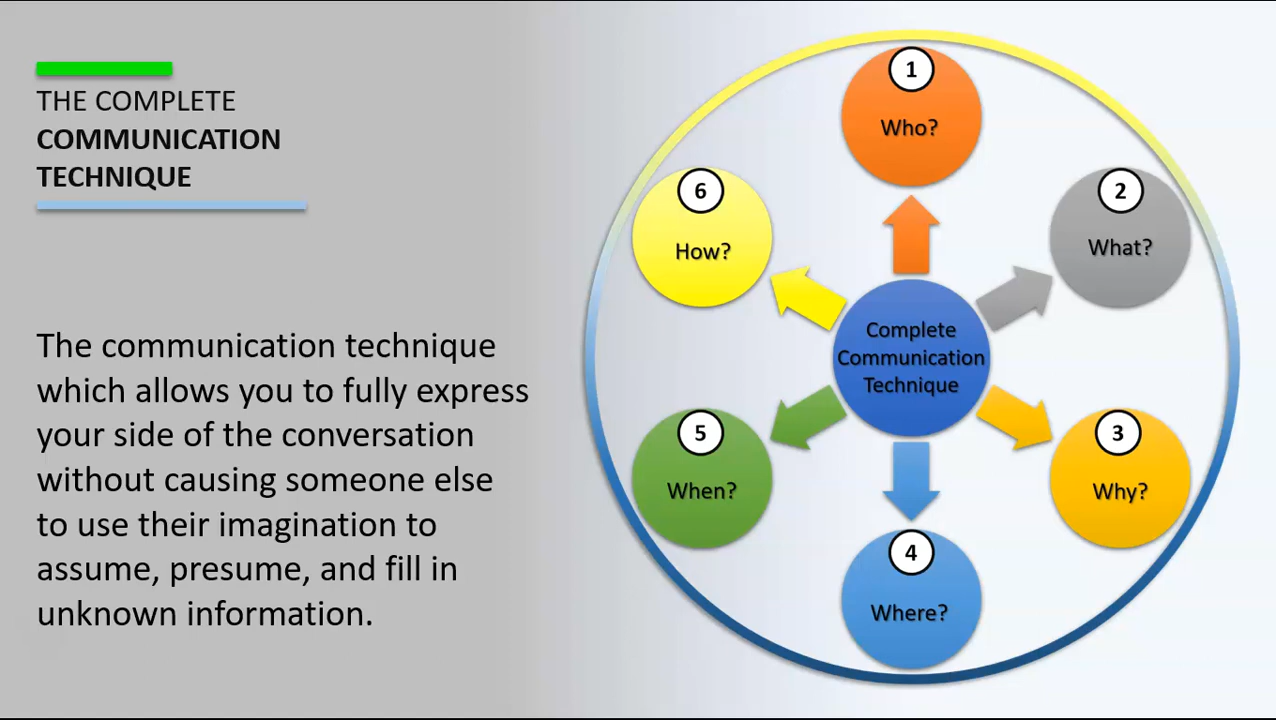 THE COMPLETE
COMMUNICATION
TECHNIQUE
The communication technique
which allows you to fully express
your side of the conversation
without causing someone else
to use their imagination to
assume, presume, and fill in
unknown information.
1
Who?
2
What?
3
Why?
4
Where?
5
When?
6
How?
Complete
Communication
Technique